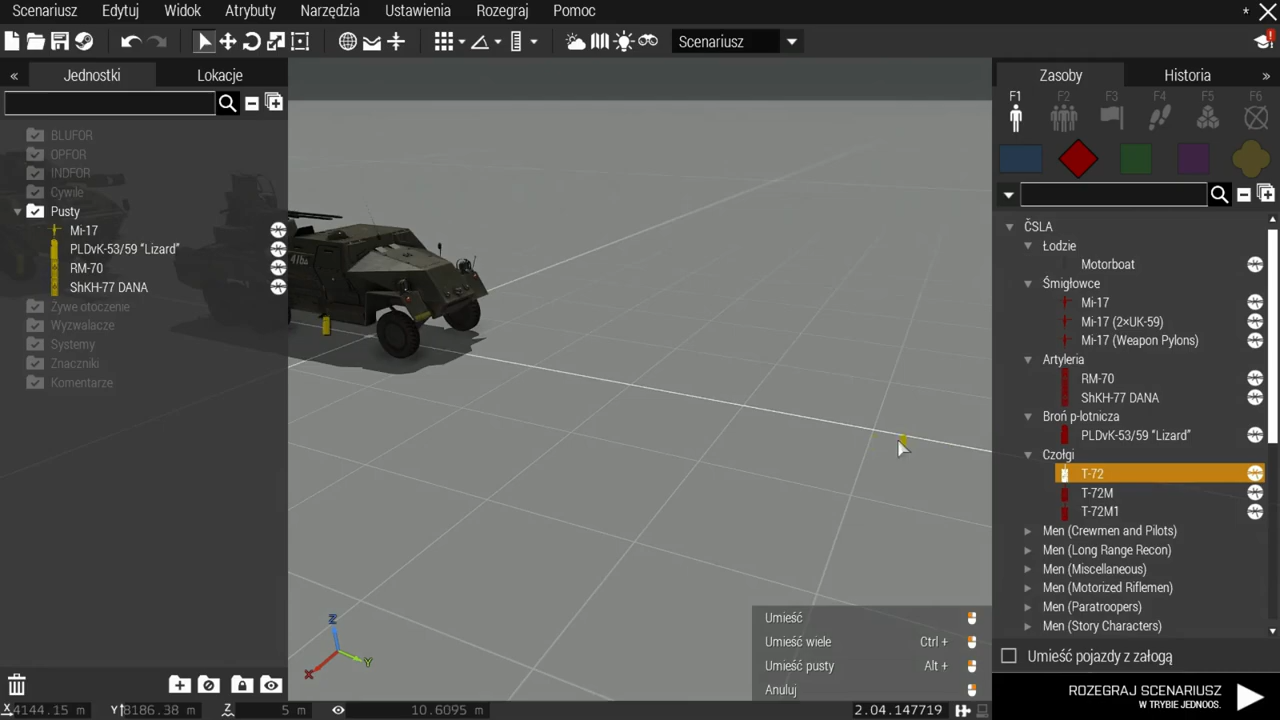 Scenariusz Edytuj Widok Atrybuty Narzędzia Ustawienia Rozegraj Pomoc *
Scenariusz
Jednostki Lokacje
Zasoby Historia
F1 F2 F3 F4 F5 F6
BLUFOR
OPFOR
INDFOR
Cywile
Pusty
Mi-17
PLDvK-53/59 "Lizard"
RM-70
ShKH-77 DANA
Żywe otoczenie
Wyzwalacze
Systemy
Znaczniki
Komentarze
ČSLA
Łodzie
Motorboat
Śmigłowce
Mi-17
Mi-17 (2×UK-59)
Mi-17 (Weapon Pylons)
Artyleria
RM-70
ShKH-77 DANA
Broń p-lotnicza
PLDvK-53/59 "Lizard"
Czołgi
T-72
T-72M
T-72M1
Men (Crewmen and Pilots)
Men (Long Range Recon)
Men (Miscellaneous)
Men (Motorized Riflemen)
Men (Paratroopers)
Men (Story Characters)
Umieść
Umieść wiele Ctrl +
Umieść pusty Alt +
Anuluj
Z
X
Y
Umieść pojazdy z załogą
ROZEGRAJ SCENARIUSZ
W TRYBIE JEDNOOS.
X 4144.15 m Y 8186.38 m Z 5 m 10.6095 m 2.04.147719